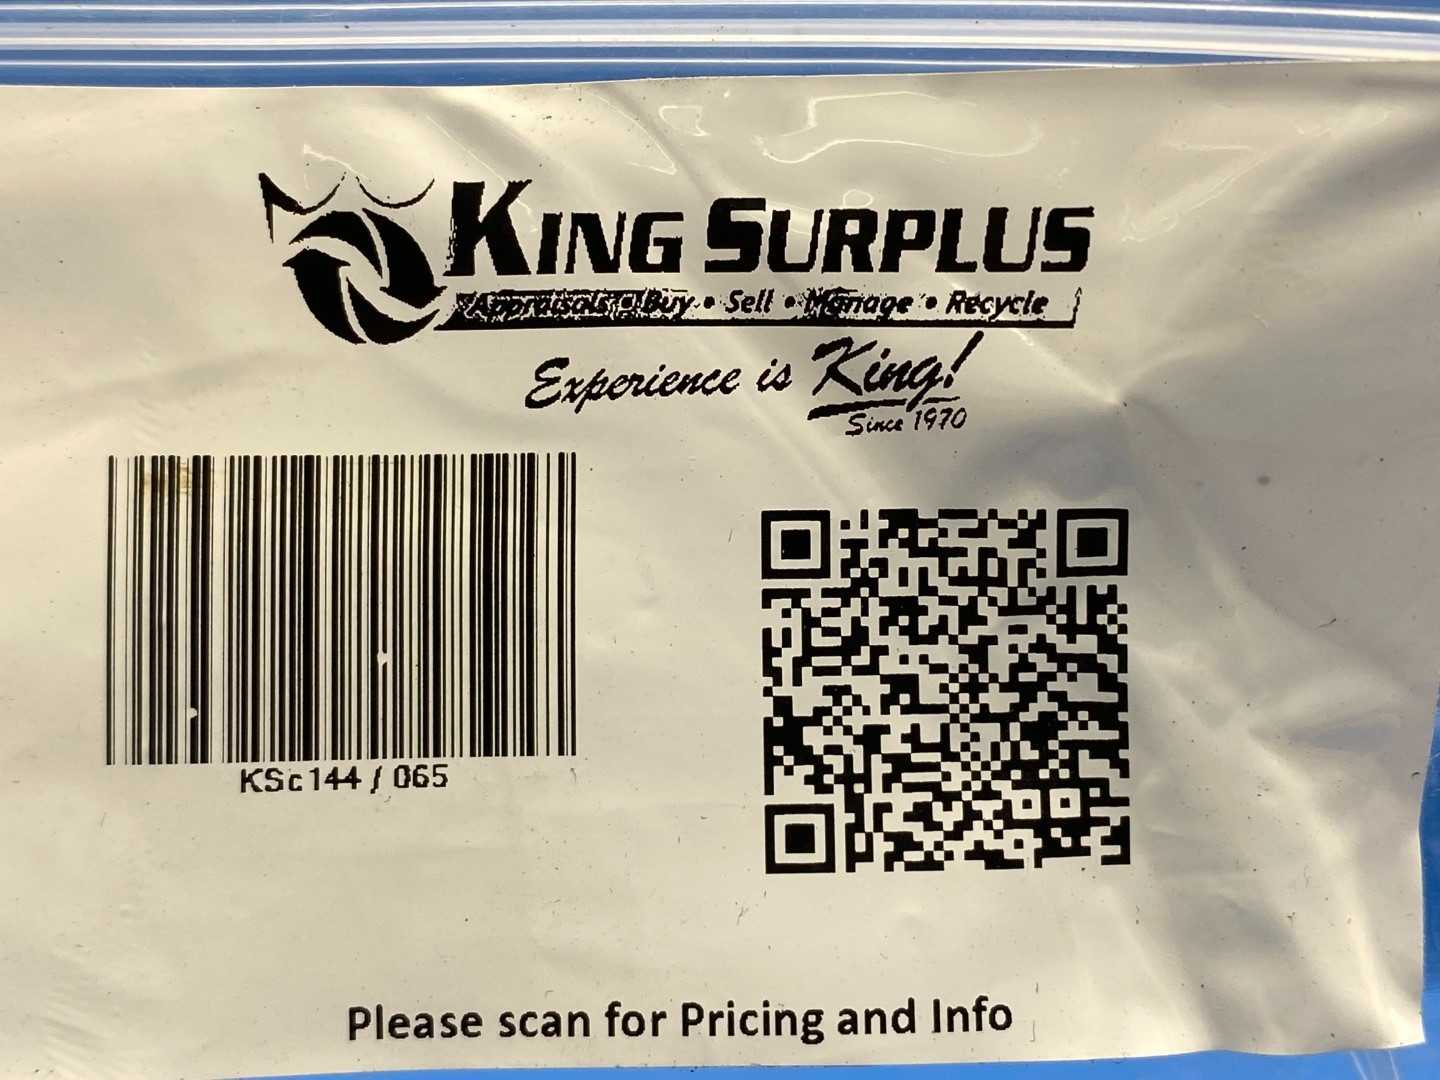 KING SURPLUS
Appraisals • Buy • Sell • Manage • Recycle
Experience is King!
Since 1970
KSc144 / 065
Please scan for Pricing and Info